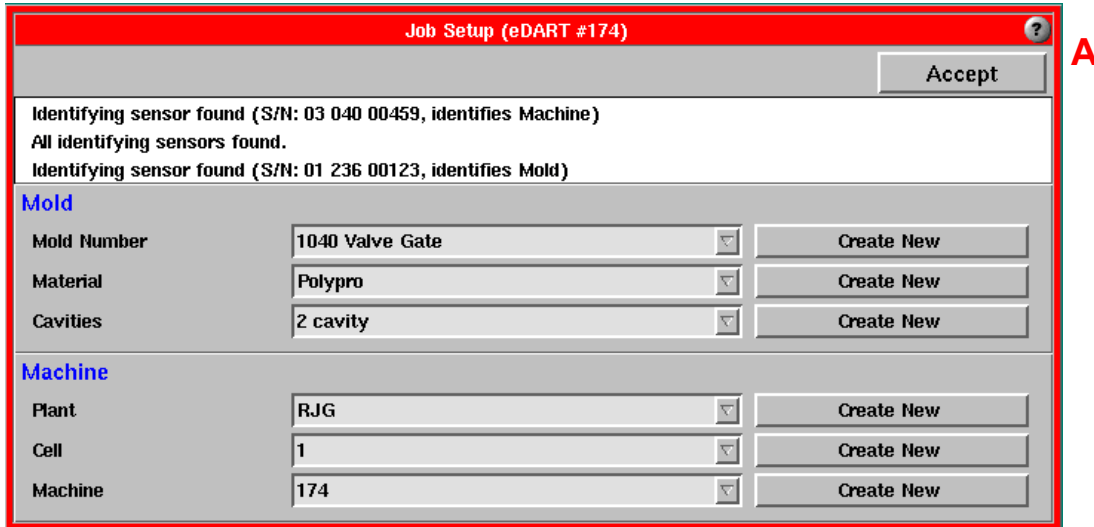 Job Setup (eDART #174)
?
A
Accept
Identifying sensor found (S/N: 03 040 00459, identifies Machine)
All identifying sensors found.
Identifying sensor found (S/N: 01 236 00123, identifies Mold)
Mold
Mold Number 1040 Valve Gate Create New
Material Polypro Create New
Cavities 2 cavity Create New
Machine
Plant RJG Create New
Cell 1 Create New
Machine 174 Create New